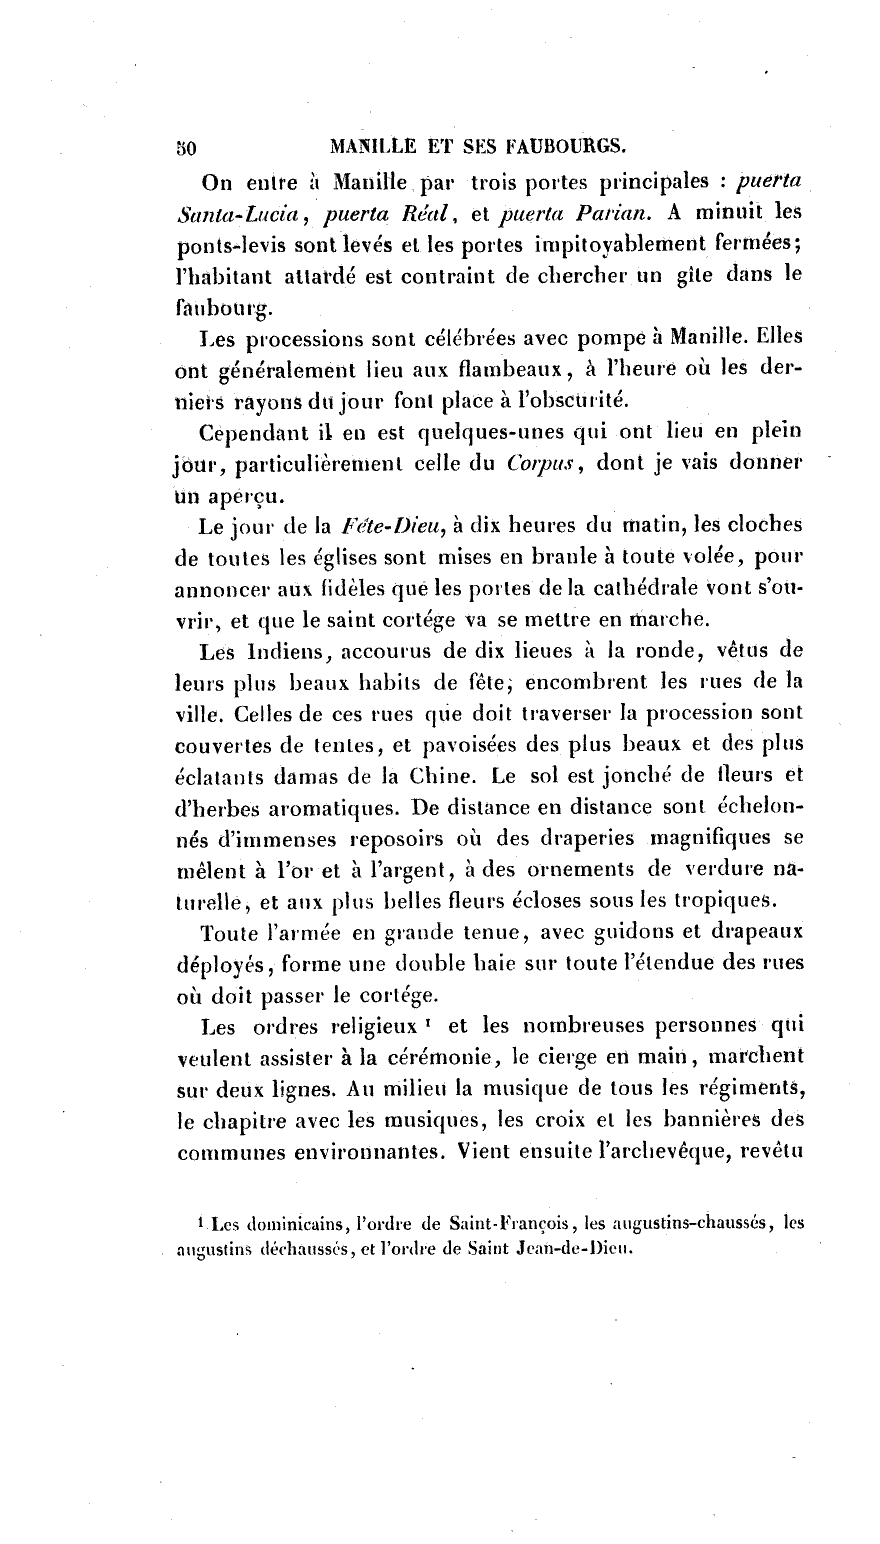 50 MANILLE ET SES FAUBOURGS.
On entre à Manille par trois portes principales : puerta
Santa-Lucia, puerta Réal, et puerta Parian. A minuit les
ponts-levis sont levés et les portes impitoyablement fermées;
l'habitant attardé est contraint de chercher un gîte dans le
faubourg.
Les processions sont célébrées avec pompe à Manille. Elles
ont généralement lieu aux flambeaux, à l'heure où les der-
niers rayons du jour font place à l'obscurité.
Cependant il en est quelques-unes qui ont lieu en plein
jour, particulièrement celle du Corpus, dont je vais donner
un aperçu.
Le jour de la Fête-Dieu, à dix heures du matin, les cloches
de toutes les églises sont mises en branle à toute volée, pour
annoncer aux fidèles que les portes de la cathédrale vont s'ou-
vrir, et que le saint cortége va se mettre en marche.
Les Indiens, accourus de dix lieues à la ronde, vêtus de
leurs plus beaux habits de fête, encombrent les rues de la
ville. Celles de ces rues que doit traverser la procession sont
couvertes de tentes, et pavoisées des plus beaux et des plus
éclatants damas de la Chine. Le sol est jonché de fleurs et
d'herbes aromatiques. De distance en distance sont échelon-
nés d'immenses reposoirs où des draperies magnifiques se
mêlent à l'or et à l'argent, à des ornements de verdure na-
turelle, et aux plus belles fleurs écloses sous les tropiques.
Toute l'armée en grande tenue, avec guidons et drapeaux
déployés, forme une double haie sur toute l'étendue des rues
où doit passer le cortége.
Les ordres religieux ¹ et les nombreuses personnes qui
veulent assister à la cérémonie, le cierge en main, marchent
sur deux lignes. Au milieu la musique de tous les régiments,
le chapitre avec les musiques, les croix et les bannières des
communes environnantes. Vient ensuite l'archevêque, revêtu
¹ Les dominicains, l'ordre de Saint-François, les augustins-chaussés, les
augustins déchaussés, et l'ordre de Saint Jean-de-Dieu.